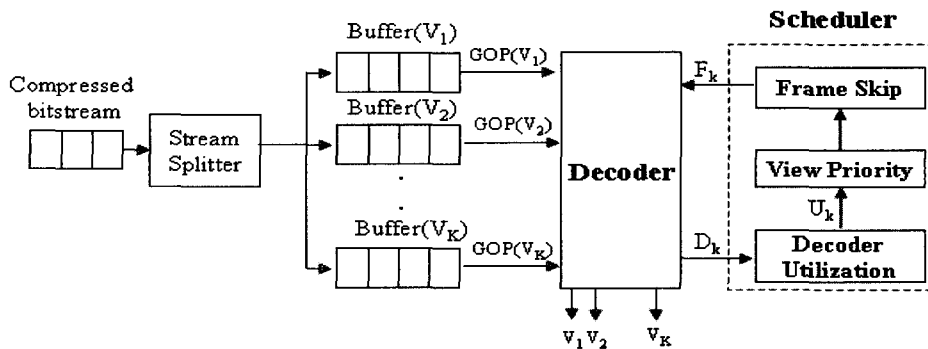 Scheduler
Buffer(V1)
GOP(V1)
Fk
Frame Skip
Compressed
bitstream
Buffer(V2)
GOP(V2)
Stream
Splitter
Decoder
View Priority
Uk
.
Buffer(VK)
GOP(VK)
Dk
Decoder
Utilization
V1 V2 VK